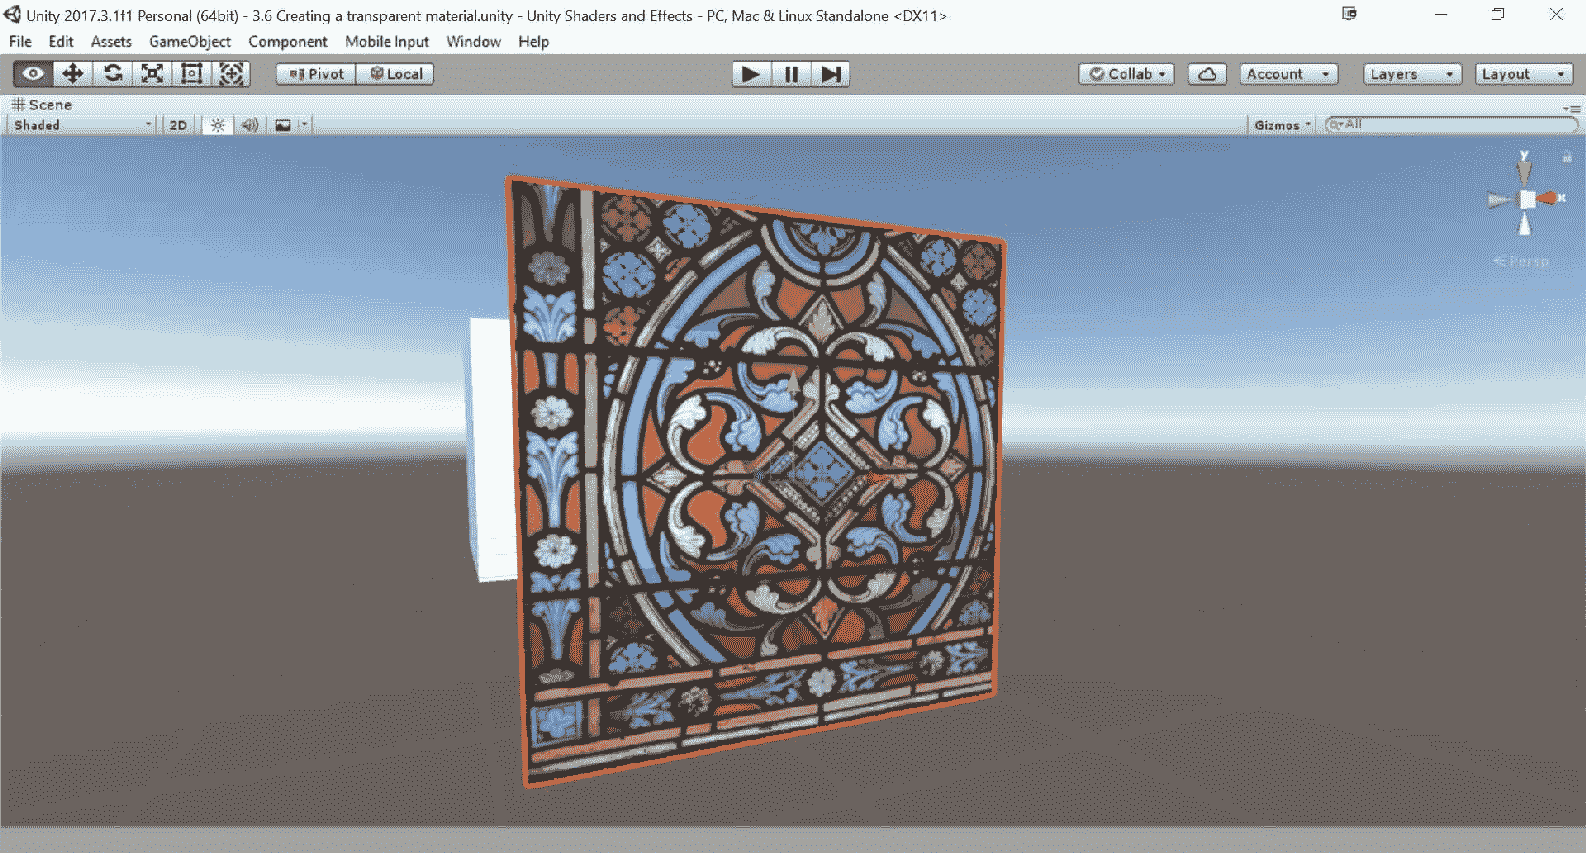 Unity 2017.3.1f1 Personal (64bit) - 3.6 Creating a transparent material.unity - Unity Shaders and Effects - PC, Mac & Linux Standalone <DX11>
File Edit Assets GameObject Component Mobile Input Window Help
Pivot Local Collab Account Layers Layout
Scene
Shaded 2D Gizmos All
y
x
Persp